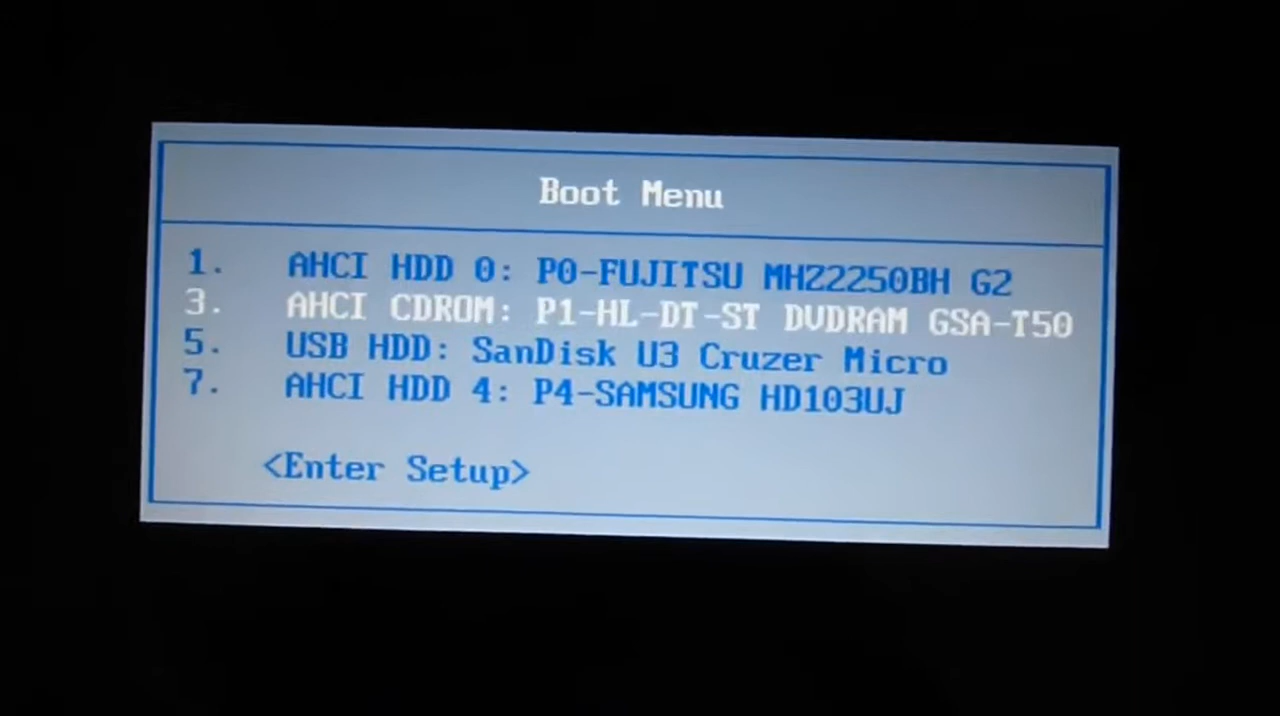 Boot Menu
1. AHCI HDD 0: P0-FUJITSU MHZ2250BH G2
3. AHCI CDROM: P1-HL-DT-ST DVDRAM GSA-T50
5. USB HDD: SanDisk U3 Cruzer Micro
7. AHCI HDD 4: P4-SAMSUNG HD103UJ
<Enter Setup>